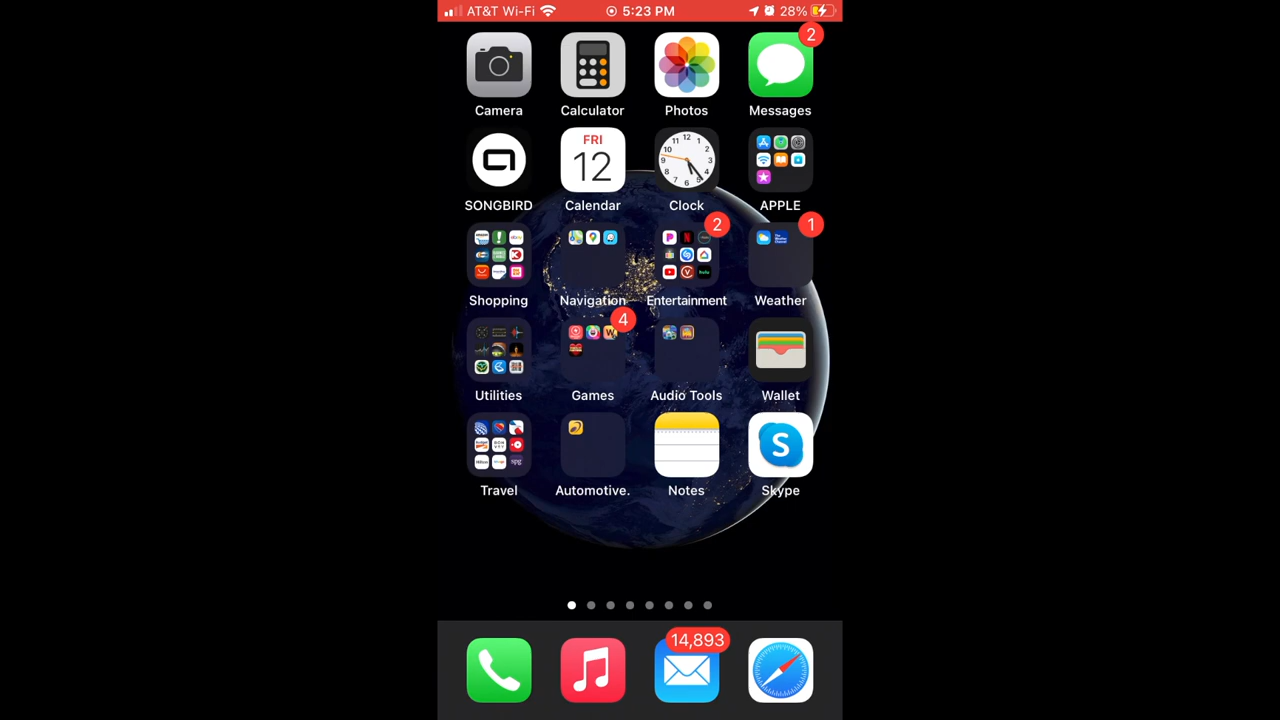 AT&T Wi-Fi 5:23 PM 28%
2
Camera Calculator Photos Messages
FRI
12
SONGBIRD Calendar Clock APPLE
2 1
Shopping Navigation Entertainment Weather
4
Utilities Games Audio Tools Wallet
Travel Automotive. Notes Skype
14,893